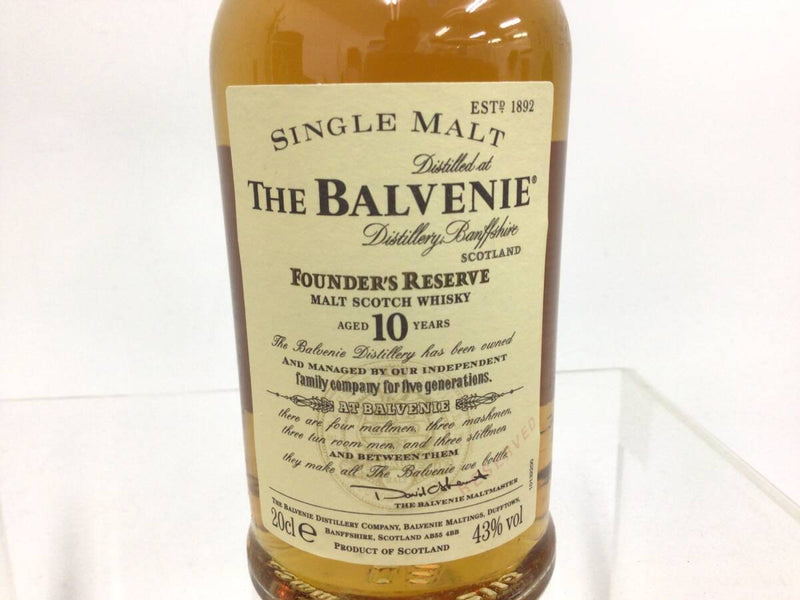 ESTD 1892
SINGLE MALT
Distilled at
THE BALVENIE®
Distillery, Banffshire
SCOTLAND
FOUNDER'S RESERVE
MALT SCOTCH WHISKY
AGED 10 YEARS
The Balvenie Distillery has been owned
AND MANAGED BY OUR INDEPENDENT
family company for five generations.
AT BALVENIE
there are four maltmen, three mashmen,
three tun room men, and three stillmen
AND BETWEEN THEM
they make all The Balvenie we bottle
RESERVED
THE BALVENIE MALTMASTER
THE BALVENIE DISTILLERY COMPANY, BALVENIE MALTINGS, DUFFTOWN,
BANFFSHIRE, SCOTLAND AB55 4BB
20cl e
43% vol
PRODUCT OF SCOTLAND